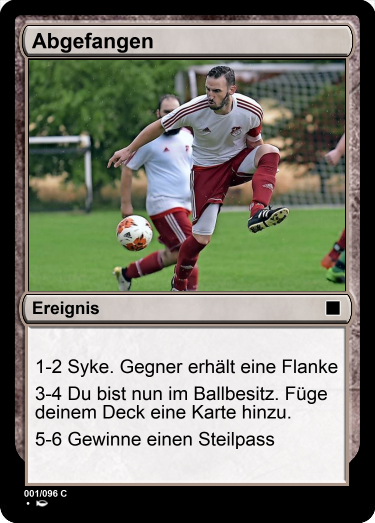 Abgefangen
Ereignis
1-2 Syke. Gegner erhält eine Flanke
3-4 Du bist nun im Ballbesitz. Füge
deinem Deck eine Karte hinzu.
5-6 Gewinne einen Steilpass
001/096 C